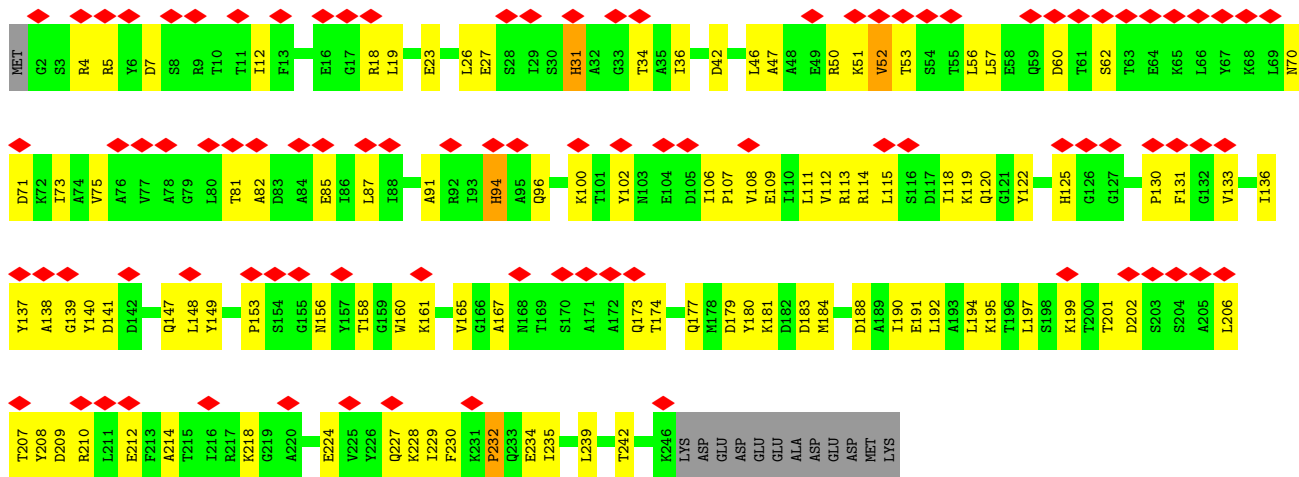 MET G2 S3 R4 R5 Y6 D7 S8 R9 T10 T11 I12 F13 E16 G17 R18 L19 E23 L26 E27 S28 I29 S30 H31 A32 G33 T34 A35 I36 D42 L46 A47 A48 E49 R50 K51 V52 T53 S54 T55 L56 L57 E58 Q59 D60 T61 S62 T63 E64 K65 L66 Y67 K68 L69 N70
D71 K72 I73 A74 V75 A76 V77 A78 G79 L80 T81 A82 D83 A84 E85 I86 L87 I88 A91 R92 I93 H94 A95 Q96 K100 T101 Y102 N103 E104 D105 I106 P107 V108 E109 I110 L111 V112 R113 R114 L115 S116 D117 I118 K119 Q120 G121 Y122 H125 G126 G127 P130 F131 G132 V133 I136
Y137 A138 G139 Y140 D141 D142 Q147 L148 Y149 P153 S154 G155 N156 Y157 T158 G159 W160 K161 V165 G166 A167 N168 T169 S170 A171 A172 Q173 T174 Q177 M178 D179 Y180 K181 D182 D183 M184 D188 A189 I190 E191 L192 A193 L194 K195 T196 L197 S198 K199 T200 T201 D202 S203 S204 A205 L206
T207 Y208 D209 R210 L211 E212 F213 A214 T215 I216 R217 K218 G219 A220 E224 V225 Y226 Q227 K228 I229 F230 K231 P232 Q233 E234 I235 L239 T242 K246 LYS ASP GLU ASP ASP GLU GLU ALA ASP GLU ASP ASP MET LYS